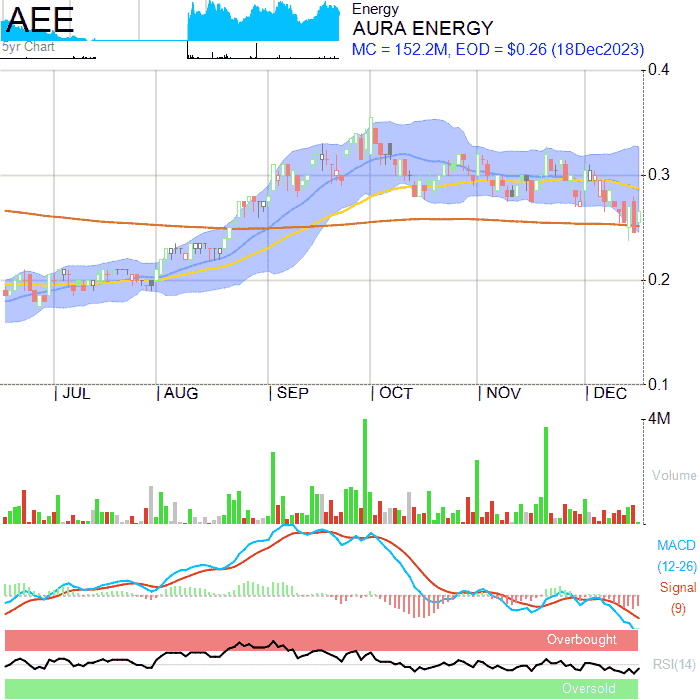 AEE
5yr Chart
Energy
AURA ENERGY
MC = 152.2M, EOD = $0.26 (18Dec2023)
0.4
0.3
0.2
0.1
JUL
AUG
SEP
OCT
NOV
DEC
4M
Volume
MACD
(12-26)
Signal
(9)
Overbought
RSI(14)
Oversold